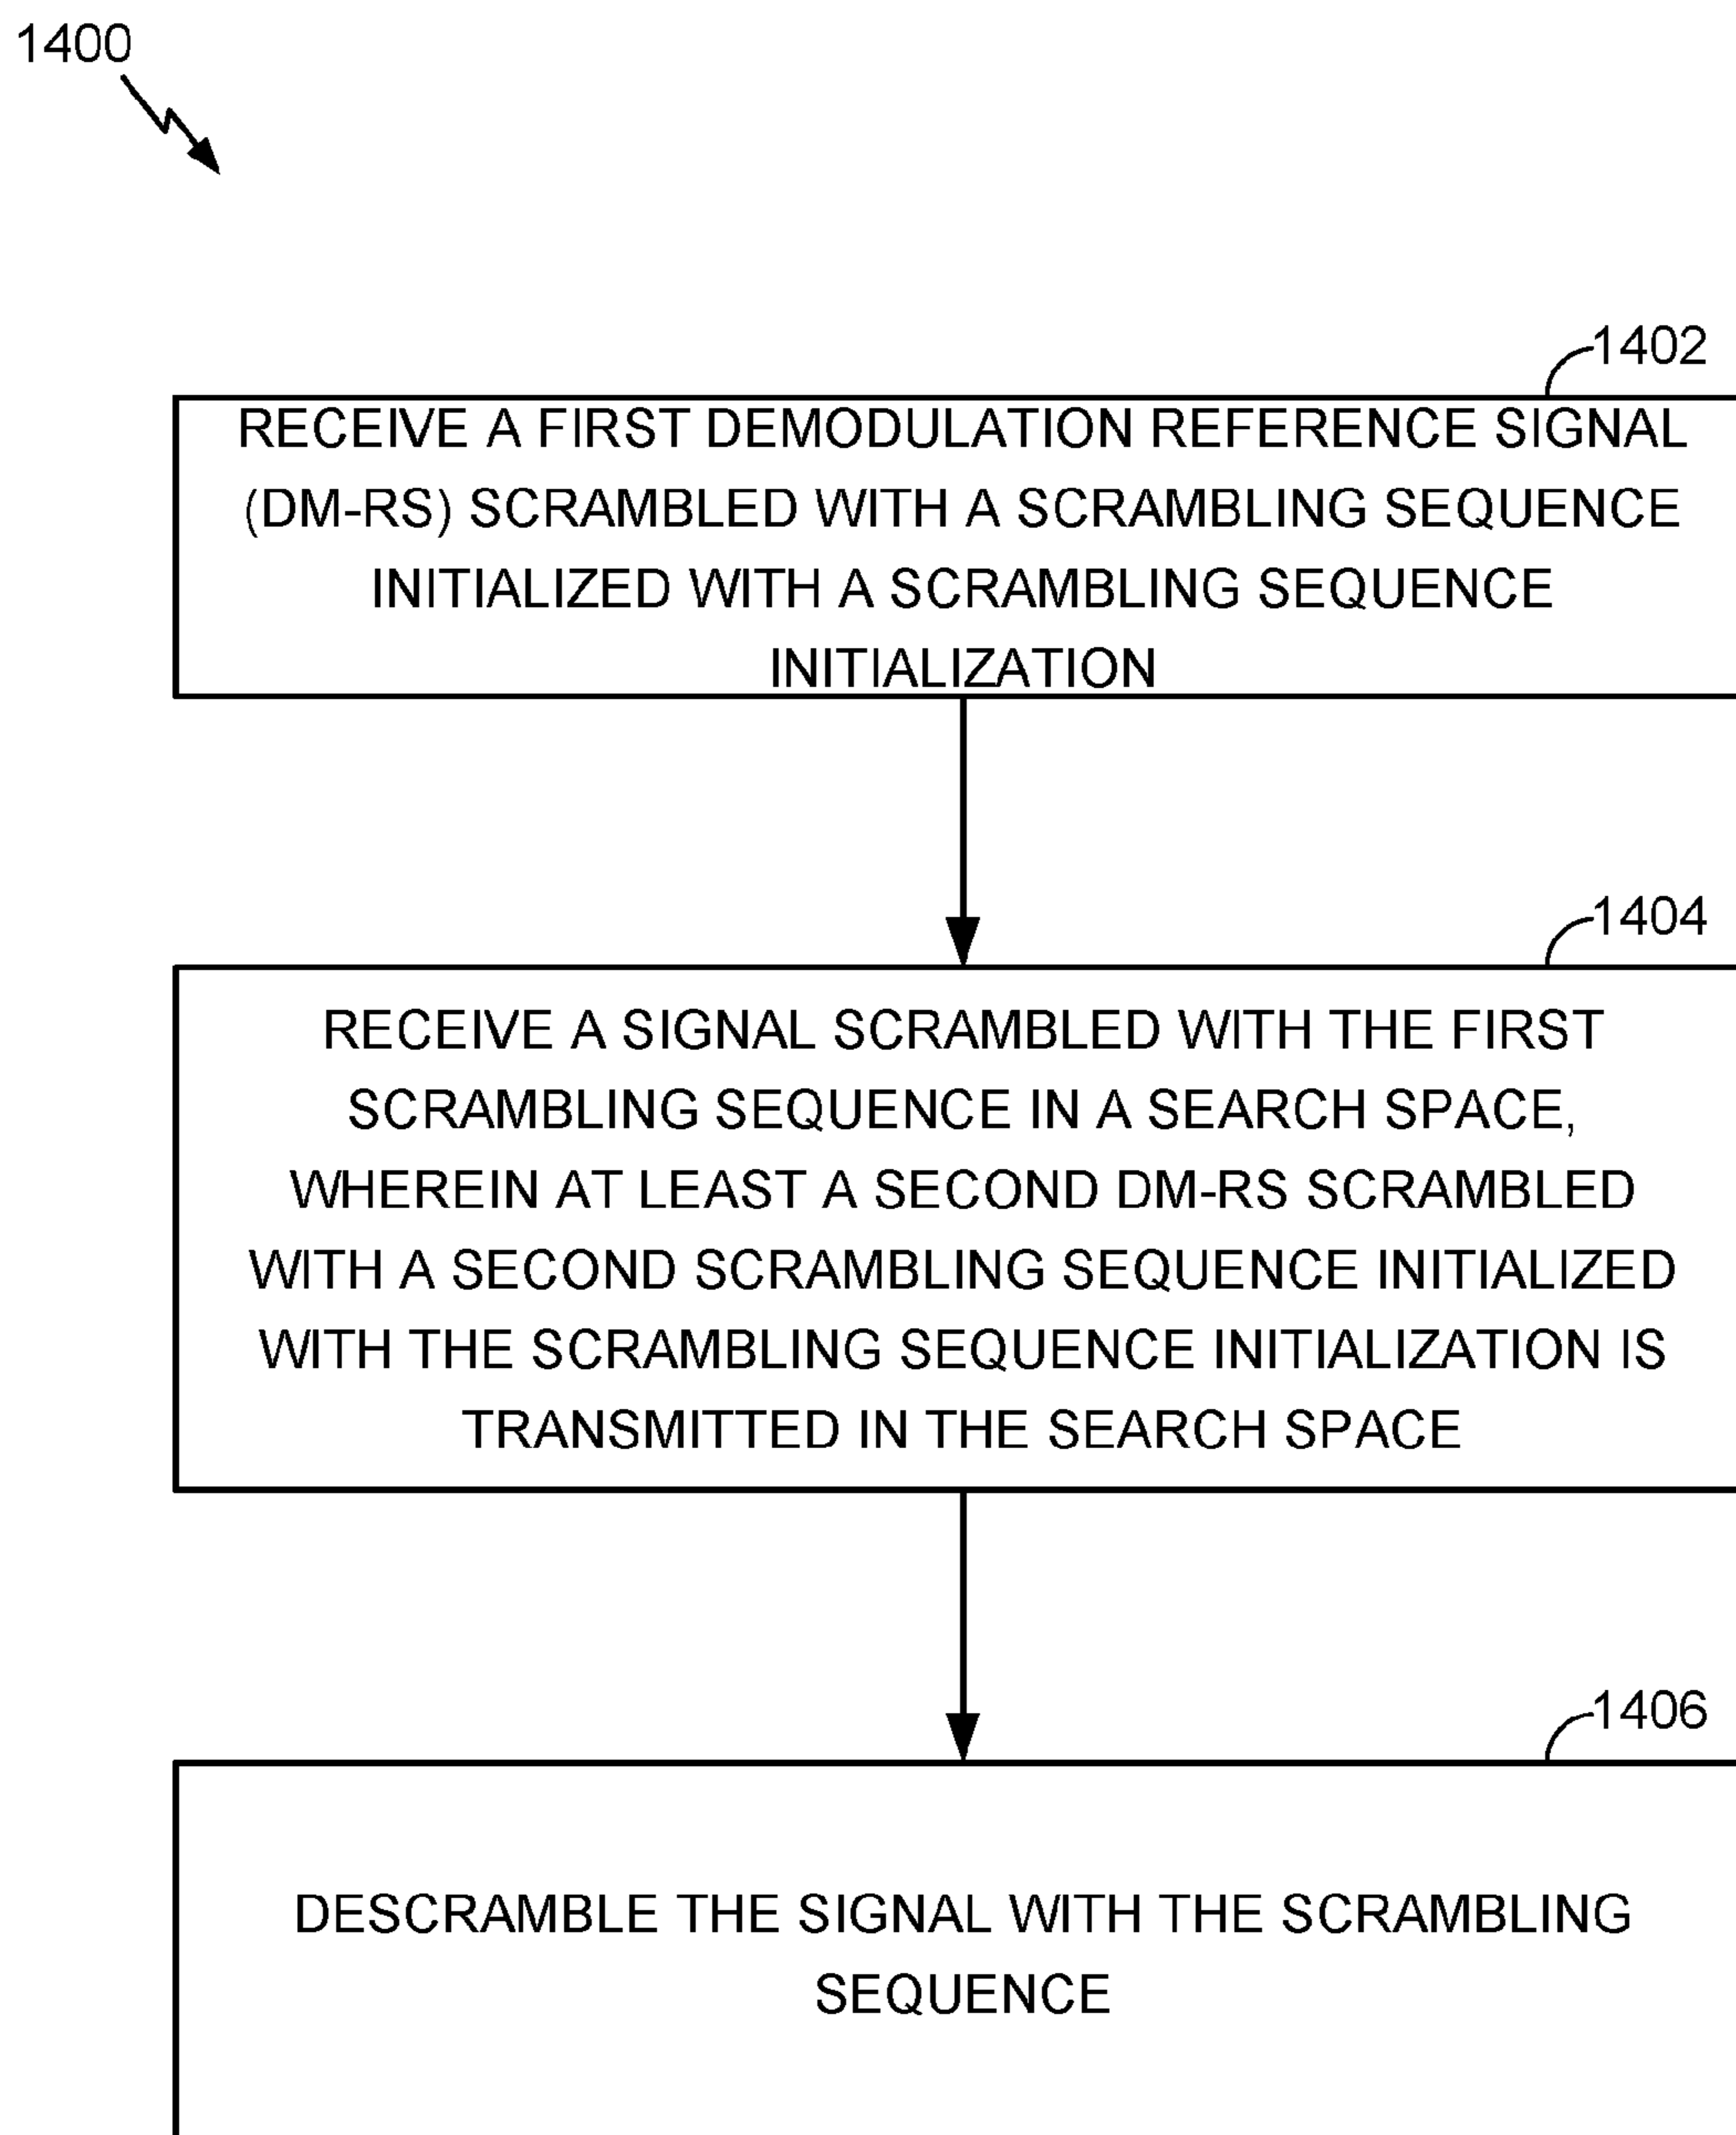 1400
1402
RECEIVE A FIRST DEMODULATION REFERENCE SIGNAL
(DM-RS) SCRAMBLED WITH A SCRAMBLING SEQUENCE
INITIALIZED WITH A SCRAMBLING SEQUENCE
INITIALIZATION
1404
RECEIVE A SIGNAL SCRAMBLED WITH THE FIRST
SCRAMBLING SEQUENCE IN A SEARCH SPACE,
WHEREIN AT LEAST A SECOND DM-RS SCRAMBLED
WITH A SECOND SCRAMBLING SEQUENCE INITIALIZED
WITH THE SCRAMBLING SEQUENCE INITIALIZATION IS
TRANSMITTED IN THE SEARCH SPACE
1406
DESCRAMBLE THE SIGNAL WITH THE SCRAMBLING
SEQUENCE